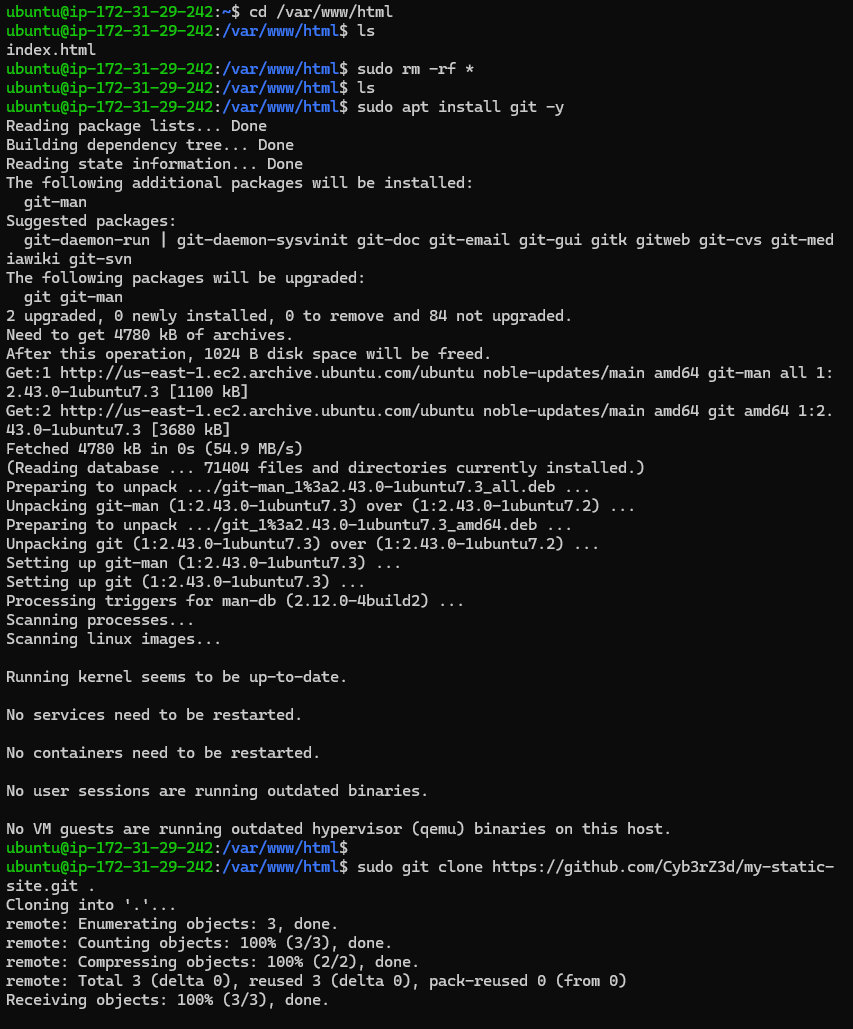 ubuntu@ip-172-31-29-242:~$ cd /var/www/html
ubuntu@ip-172-31-29-242:/var/www/html$ ls
index.html
ubuntu@ip-172-31-29-242:/var/www/html$ sudo rm -rf *
ubuntu@ip-172-31-29-242:/var/www/html$ ls
ubuntu@ip-172-31-29-242:/var/www/html$ sudo apt install git -y
Reading package lists... Done
Building dependency tree... Done
Reading state information... Done
The following additional packages will be installed:
  git-man
Suggested packages:
  git-daemon-run | git-daemon-sysvinit git-doc git-email git-gui gitk gitweb git-cvs git-med
iawiki git-svn
The following packages will be upgraded:
  git git-man
2 upgraded, 0 newly installed, 0 to remove and 84 not upgraded.
Need to get 4780 kB of archives.
After this operation, 1024 B disk space will be freed.
Get:1 http://us-east-1.ec2.archive.ubuntu.com/ubuntu noble-updates/main amd64 git-man all 1:
2.43.0-1ubuntu7.3 [1100 kB]
Get:2 http://us-east-1.ec2.archive.ubuntu.com/ubuntu noble-updates/main amd64 git amd64 1:2.
43.0-1ubuntu7.3 [3680 kB]
Fetched 4780 kB in 0s (54.9 MB/s)
(Reading database ... 71404 files and directories currently installed.)
Preparing to unpack .../git-man_1%3a2.43.0-1ubuntu7.3_all.deb ...
Unpacking git-man (1:2.43.0-1ubuntu7.3) over (1:2.43.0-1ubuntu7.2) ...
Preparing to unpack .../git_1%3a2.43.0-1ubuntu7.3_amd64.deb ...
Unpacking git (1:2.43.0-1ubuntu7.3) over (1:2.43.0-1ubuntu7.2) ...
Setting up git-man (1:2.43.0-1ubuntu7.3) ...
Setting up git (1:2.43.0-1ubuntu7.3) ...
Processing triggers for man-db (2.12.0-4build2) ...
Scanning processes...
Scanning linux images...

Running kernel seems to be up-to-date.

No services need to be restarted.

No containers need to be restarted.

No user sessions are running outdated binaries.

No VM guests are running outdated hypervisor (qemu) binaries on this host.
ubuntu@ip-172-31-29-242:/var/www/html$
ubuntu@ip-172-31-29-242:/var/www/html$ sudo git clone https://github.com/Cyb3rZ3d/my-static-
site.git .
Cloning into '.'...
remote: Enumerating objects: 3, done.
remote: Counting objects: 100% (3/3), done.
remote: Compressing objects: 100% (2/2), done.
remote: Total 3 (delta 0), reused 3 (delta 0), pack-reused 0 (from 0)
Receiving objects: 100% (3/3), done.